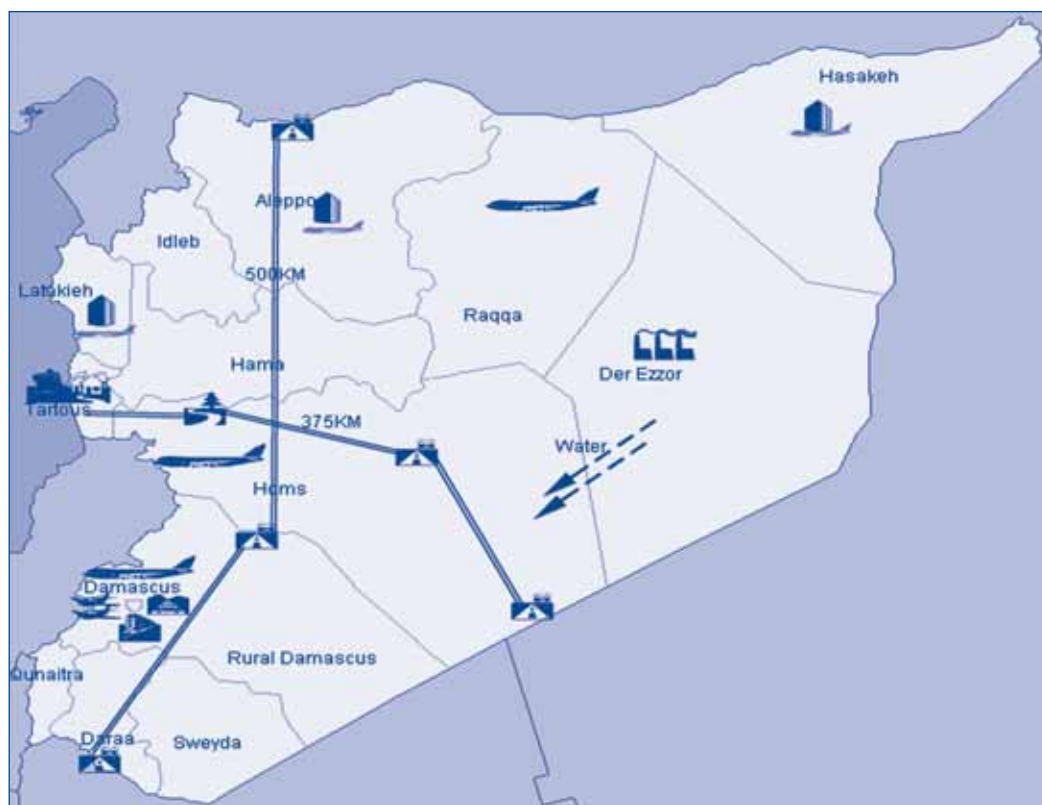 Hasakeh
Aleppo
Idleb
500KM
Latakieh
Raqqa
Hama
Der Ezzor
Tartous
375KM
Water
Homs
Damascus
Rural Damascus
Qunaitra
Daraa
Sweyda